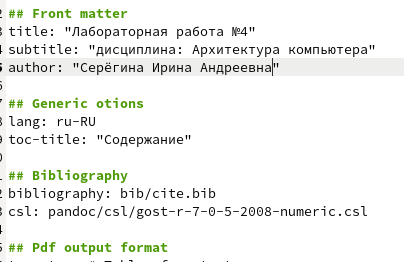 ## Front matter
title: "Лабораторная работа №4"
subtitle: "дисциплина: Архитектура компьютера"
author: "Серёгина Ирина Андреевна"
## Generic otions
lang: ru-RU
toc-title: "Содержание"
## Bibliography
bibliography: bib/cite.bib
csl: pandoc/csl/gost-r-7-0-5-2008-numeric.csl
## Pdf output format